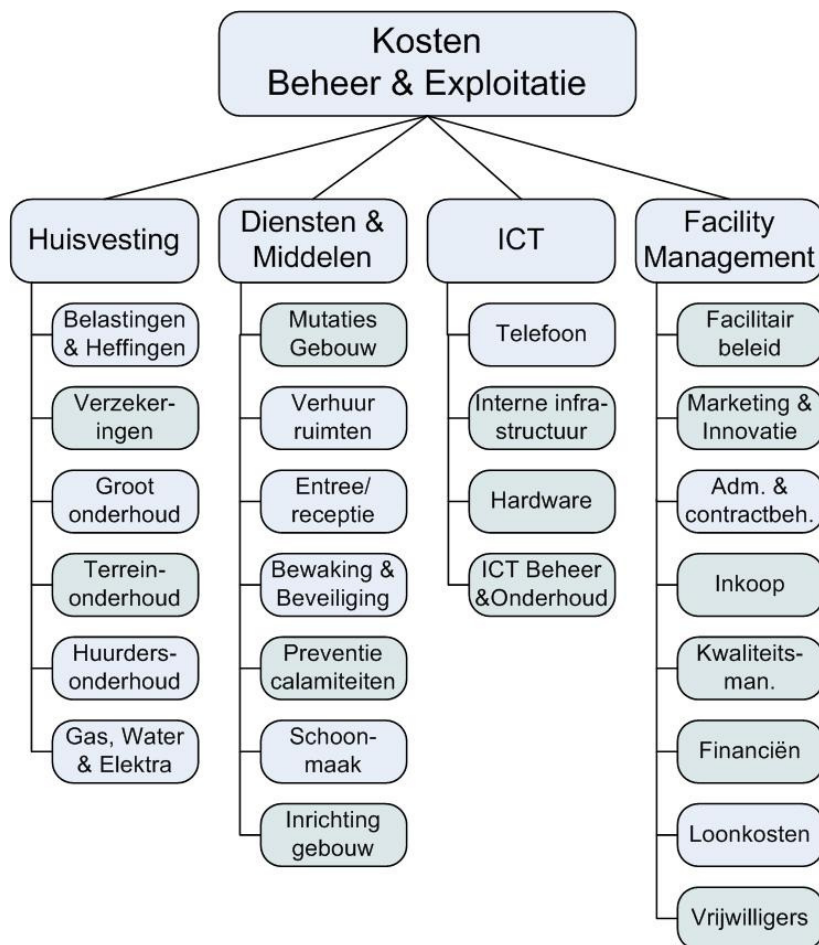 Kosten
Beheer & Exploitatie
Huisvesting
Belastingen
& Heffingen
Verzeker-
ingen
Groot
onderhoud
Terrein-
onderhoud
Huurders-
onderhoud
Gas, Water
& Elektra
Diensten &
Middelen
Mutaties
Gebouw
Verhuur
ruimten
Entree/
receptie
Bewaking &
Beveiliging
Preventie
calamiteiten
Schoon-
maak
Inrichting
gebouw
ICT
Telefoon
Interne infra-
structuur
Hardware
ICT Beheer
&Onderhoud
Facility
Management
Facilitair
beleid
Marketing &
Innovatie
Adm. &
contractbeh.
Inkoop
Kwaliteits-
man.
Financiën
Loonkosten
Vrijwilligers